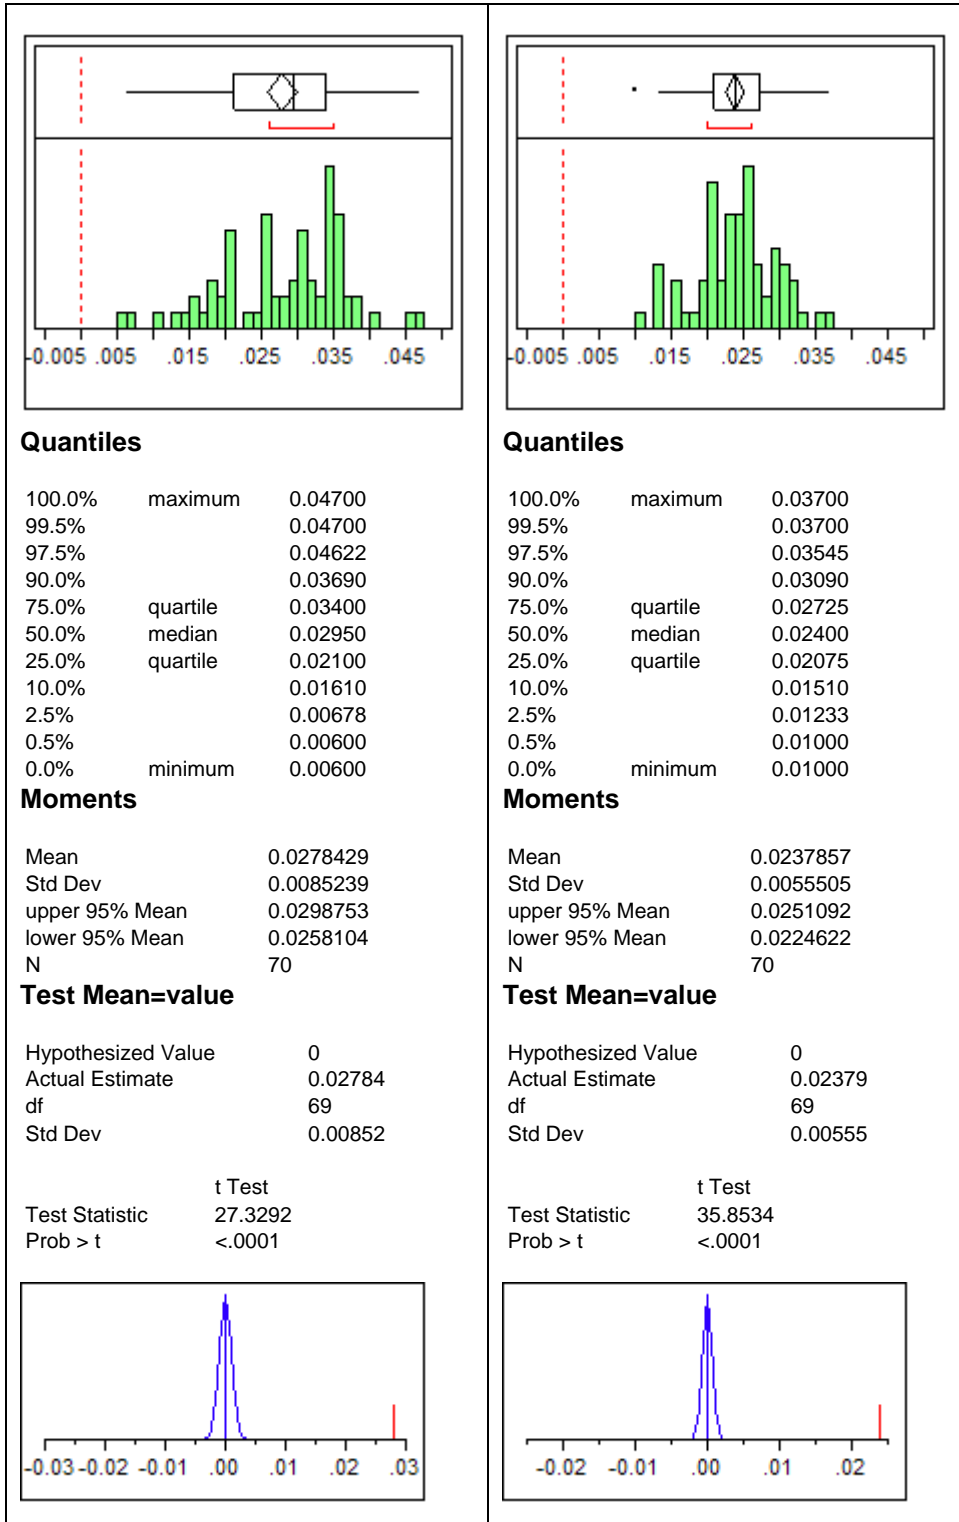 -0.005 .005 .015 .025 .035 .045
Quantiles
100.0% maximum 0.04700
99.5% 0.04700
97.5% 0.04622
90.0% 0.03690
75.0% quartile 0.03400
50.0% median 0.02950
25.0% quartile 0.02100
10.0% 0.01610
2.5% 0.00678
0.5% 0.00600
0.0% minimum 0.00600
Moments
Mean 0.0278429
Std Dev 0.0085239
upper 95% Mean 0.0298753
lower 95% Mean 0.0258104
N 70
Test Mean=value
Hypothesized Value 0
Actual Estimate 0.02784
df 69
Std Dev 0.00852
t Test
Test Statistic 27.3292
Prob > t <.0001
-0.03 -0.02 -0.01 .00 .01 .02 .03
-0.005 .005 .015 .025 .035 .045
Quantiles
100.0% maximum 0.03700
99.5% 0.03700
97.5% 0.03545
90.0% 0.03090
75.0% quartile 0.02725
50.0% median 0.02400
25.0% quartile 0.02075
10.0% 0.01510
2.5% 0.01233
0.5% 0.01000
0.0% minimum 0.01000
Moments
Mean 0.0237857
Std Dev 0.0055505
upper 95% Mean 0.0251092
lower 95% Mean 0.0224622
N 70
Test Mean=value
Hypothesized Value 0
Actual Estimate 0.02379
df 69
Std Dev 0.00555
t Test
Test Statistic 35.8534
Prob > t <.0001
-0.02 -0.01 .00 .01 .02